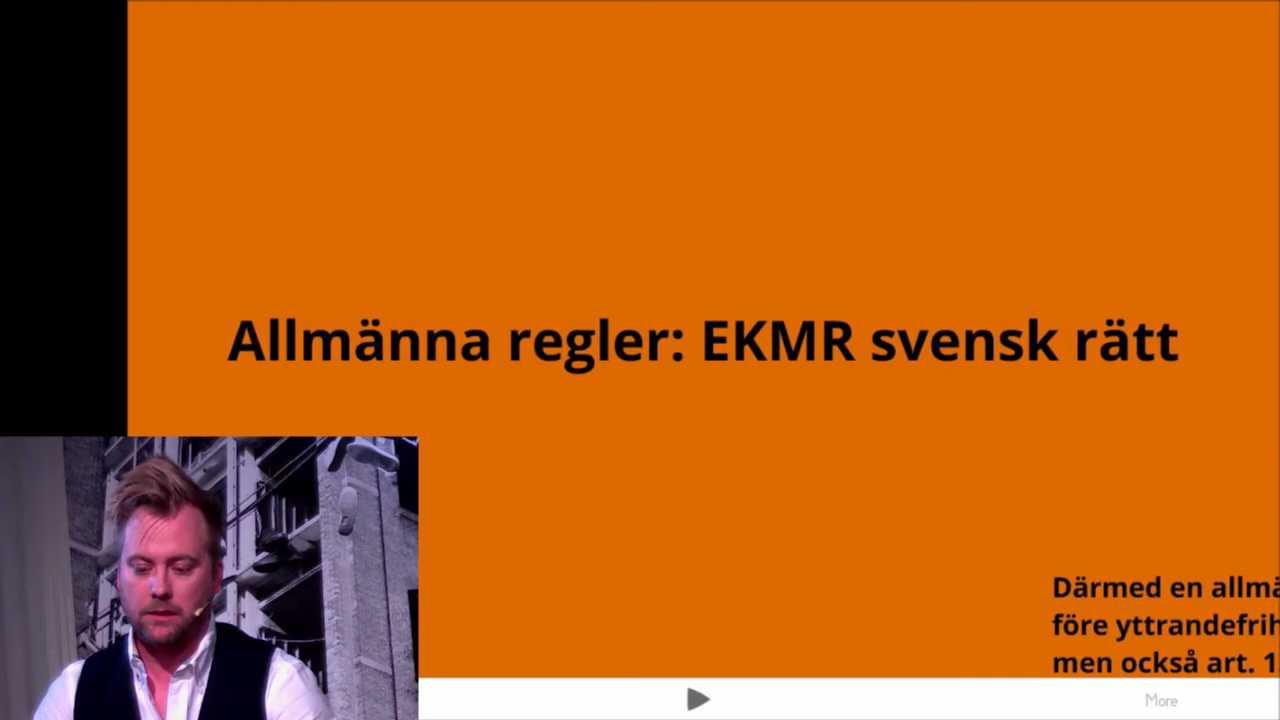 Allmänna regler: EKMR svensk rätt
Därmed en allmä
före yttrandefrih
men också art. 1
More